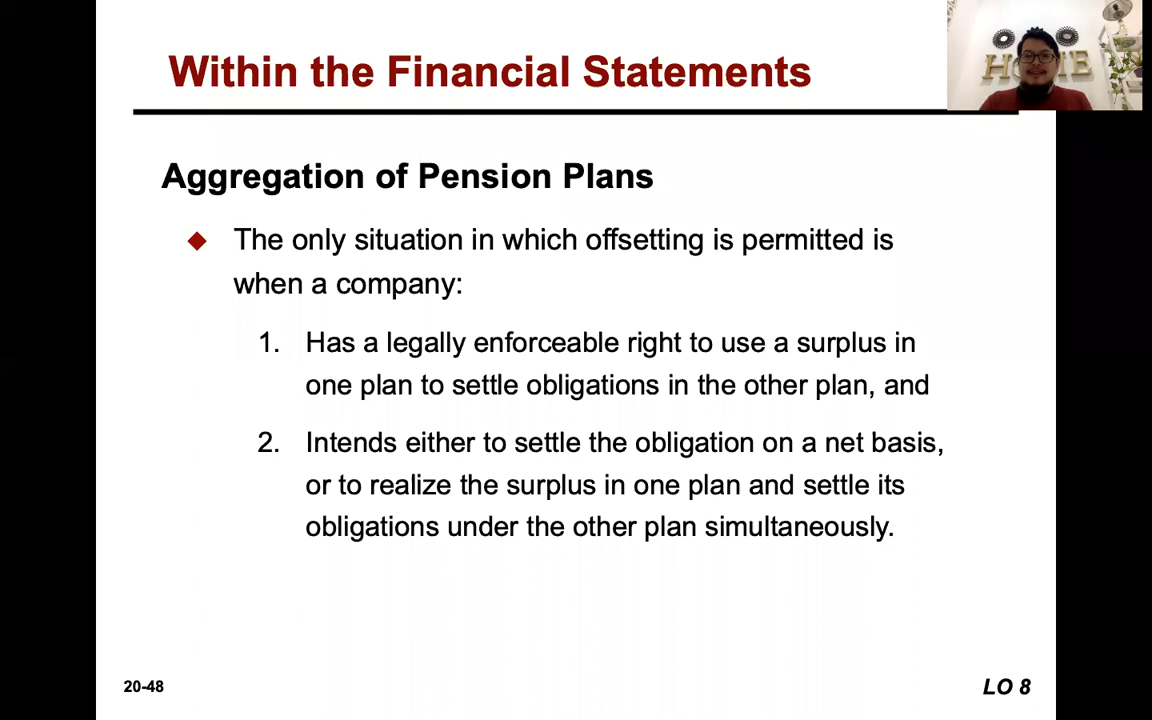 Within the Financial Statements
HOME
Aggregation of Pension Plans
The only situation in which offsetting is permitted is
when a company:
1. Has a legally enforceable right to use a surplus in
one plan to settle obligations in the other plan, and
2. Intends either to settle the obligation on a net basis,
or to realize the surplus in one plan and settle its
obligations under the other plan simultaneously.
20-48
LO 8